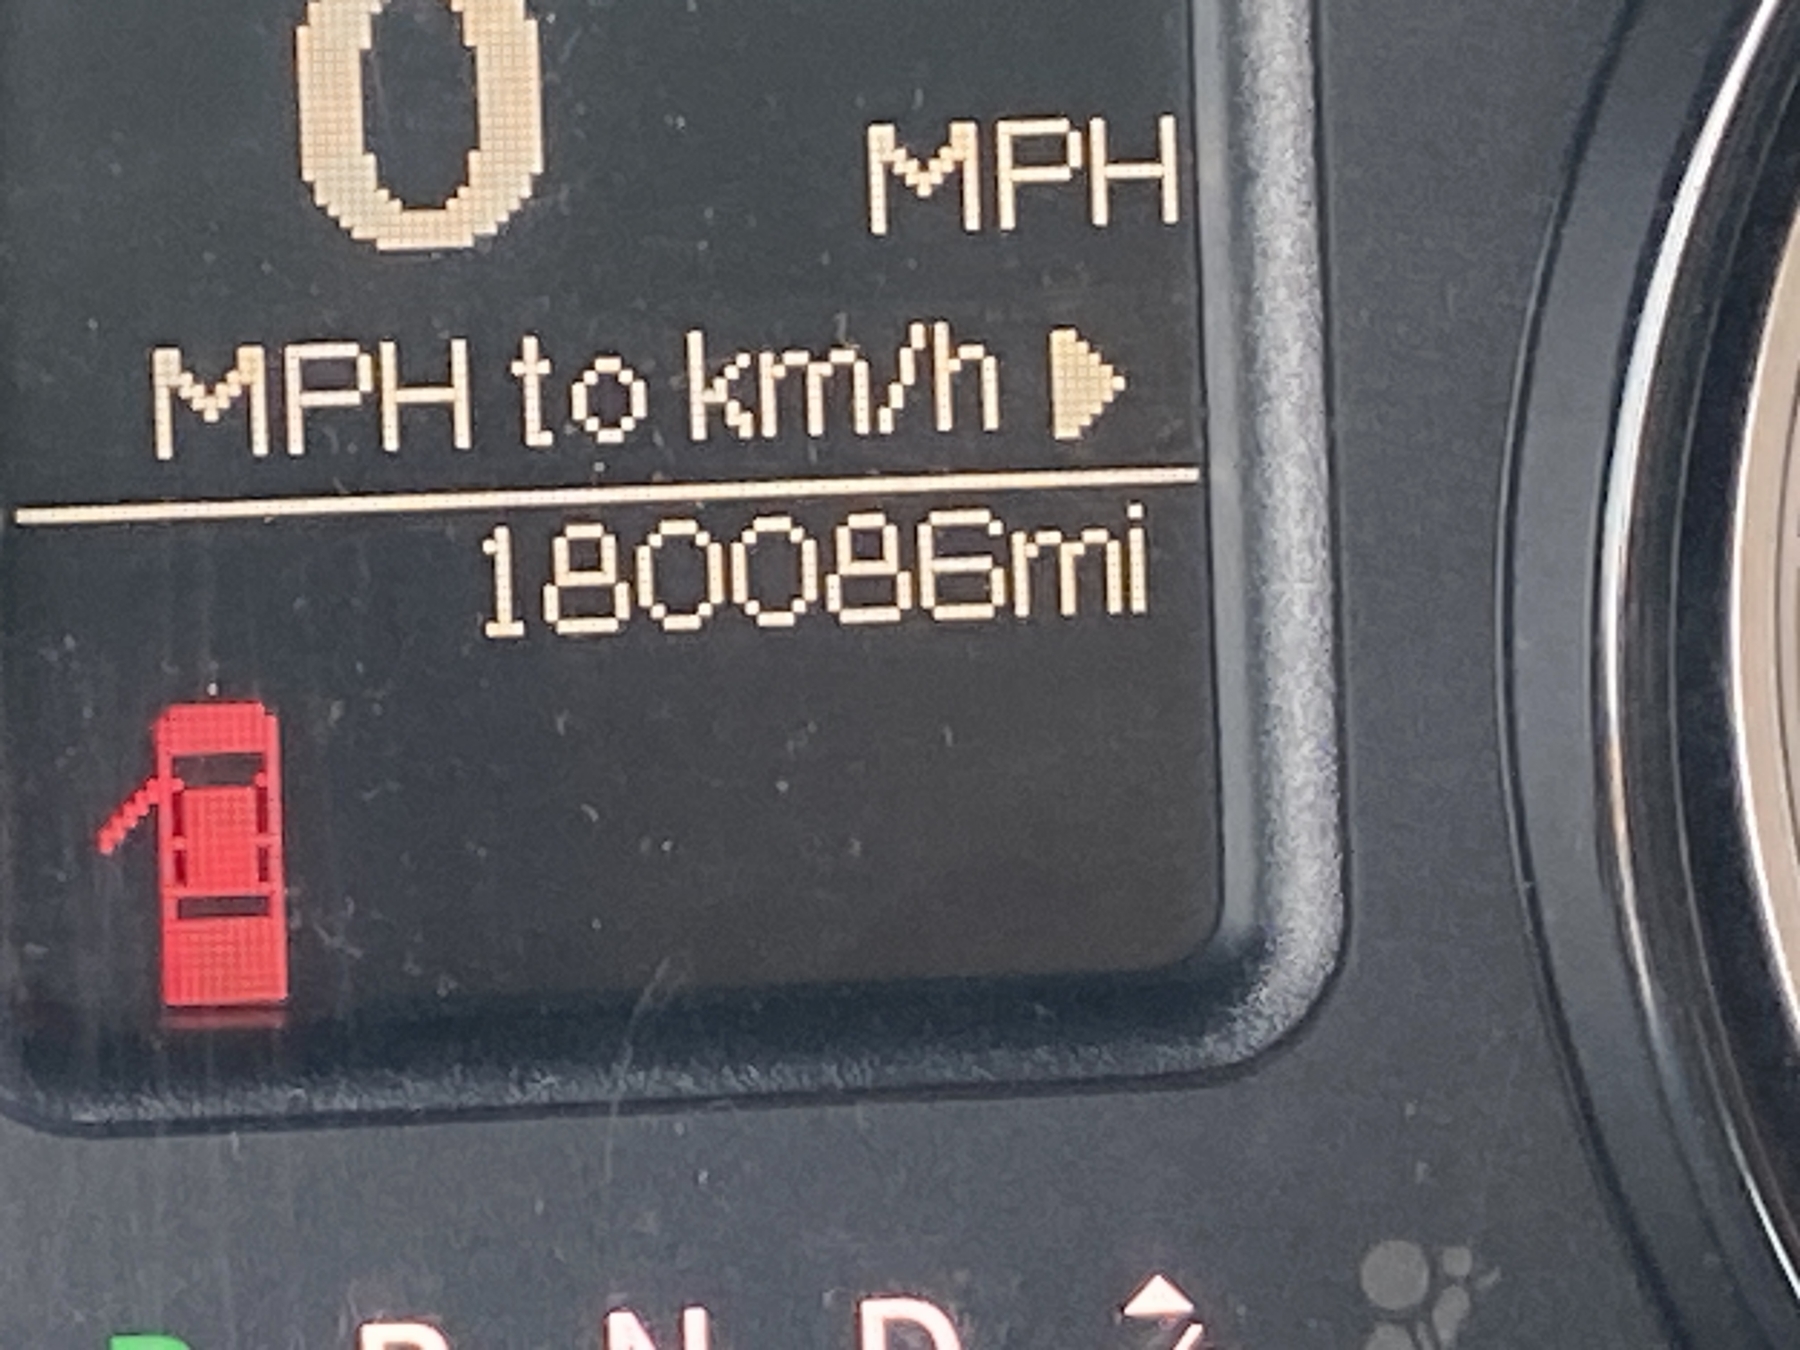 0
MPH
MPH to km/h
180086mi
P R N D